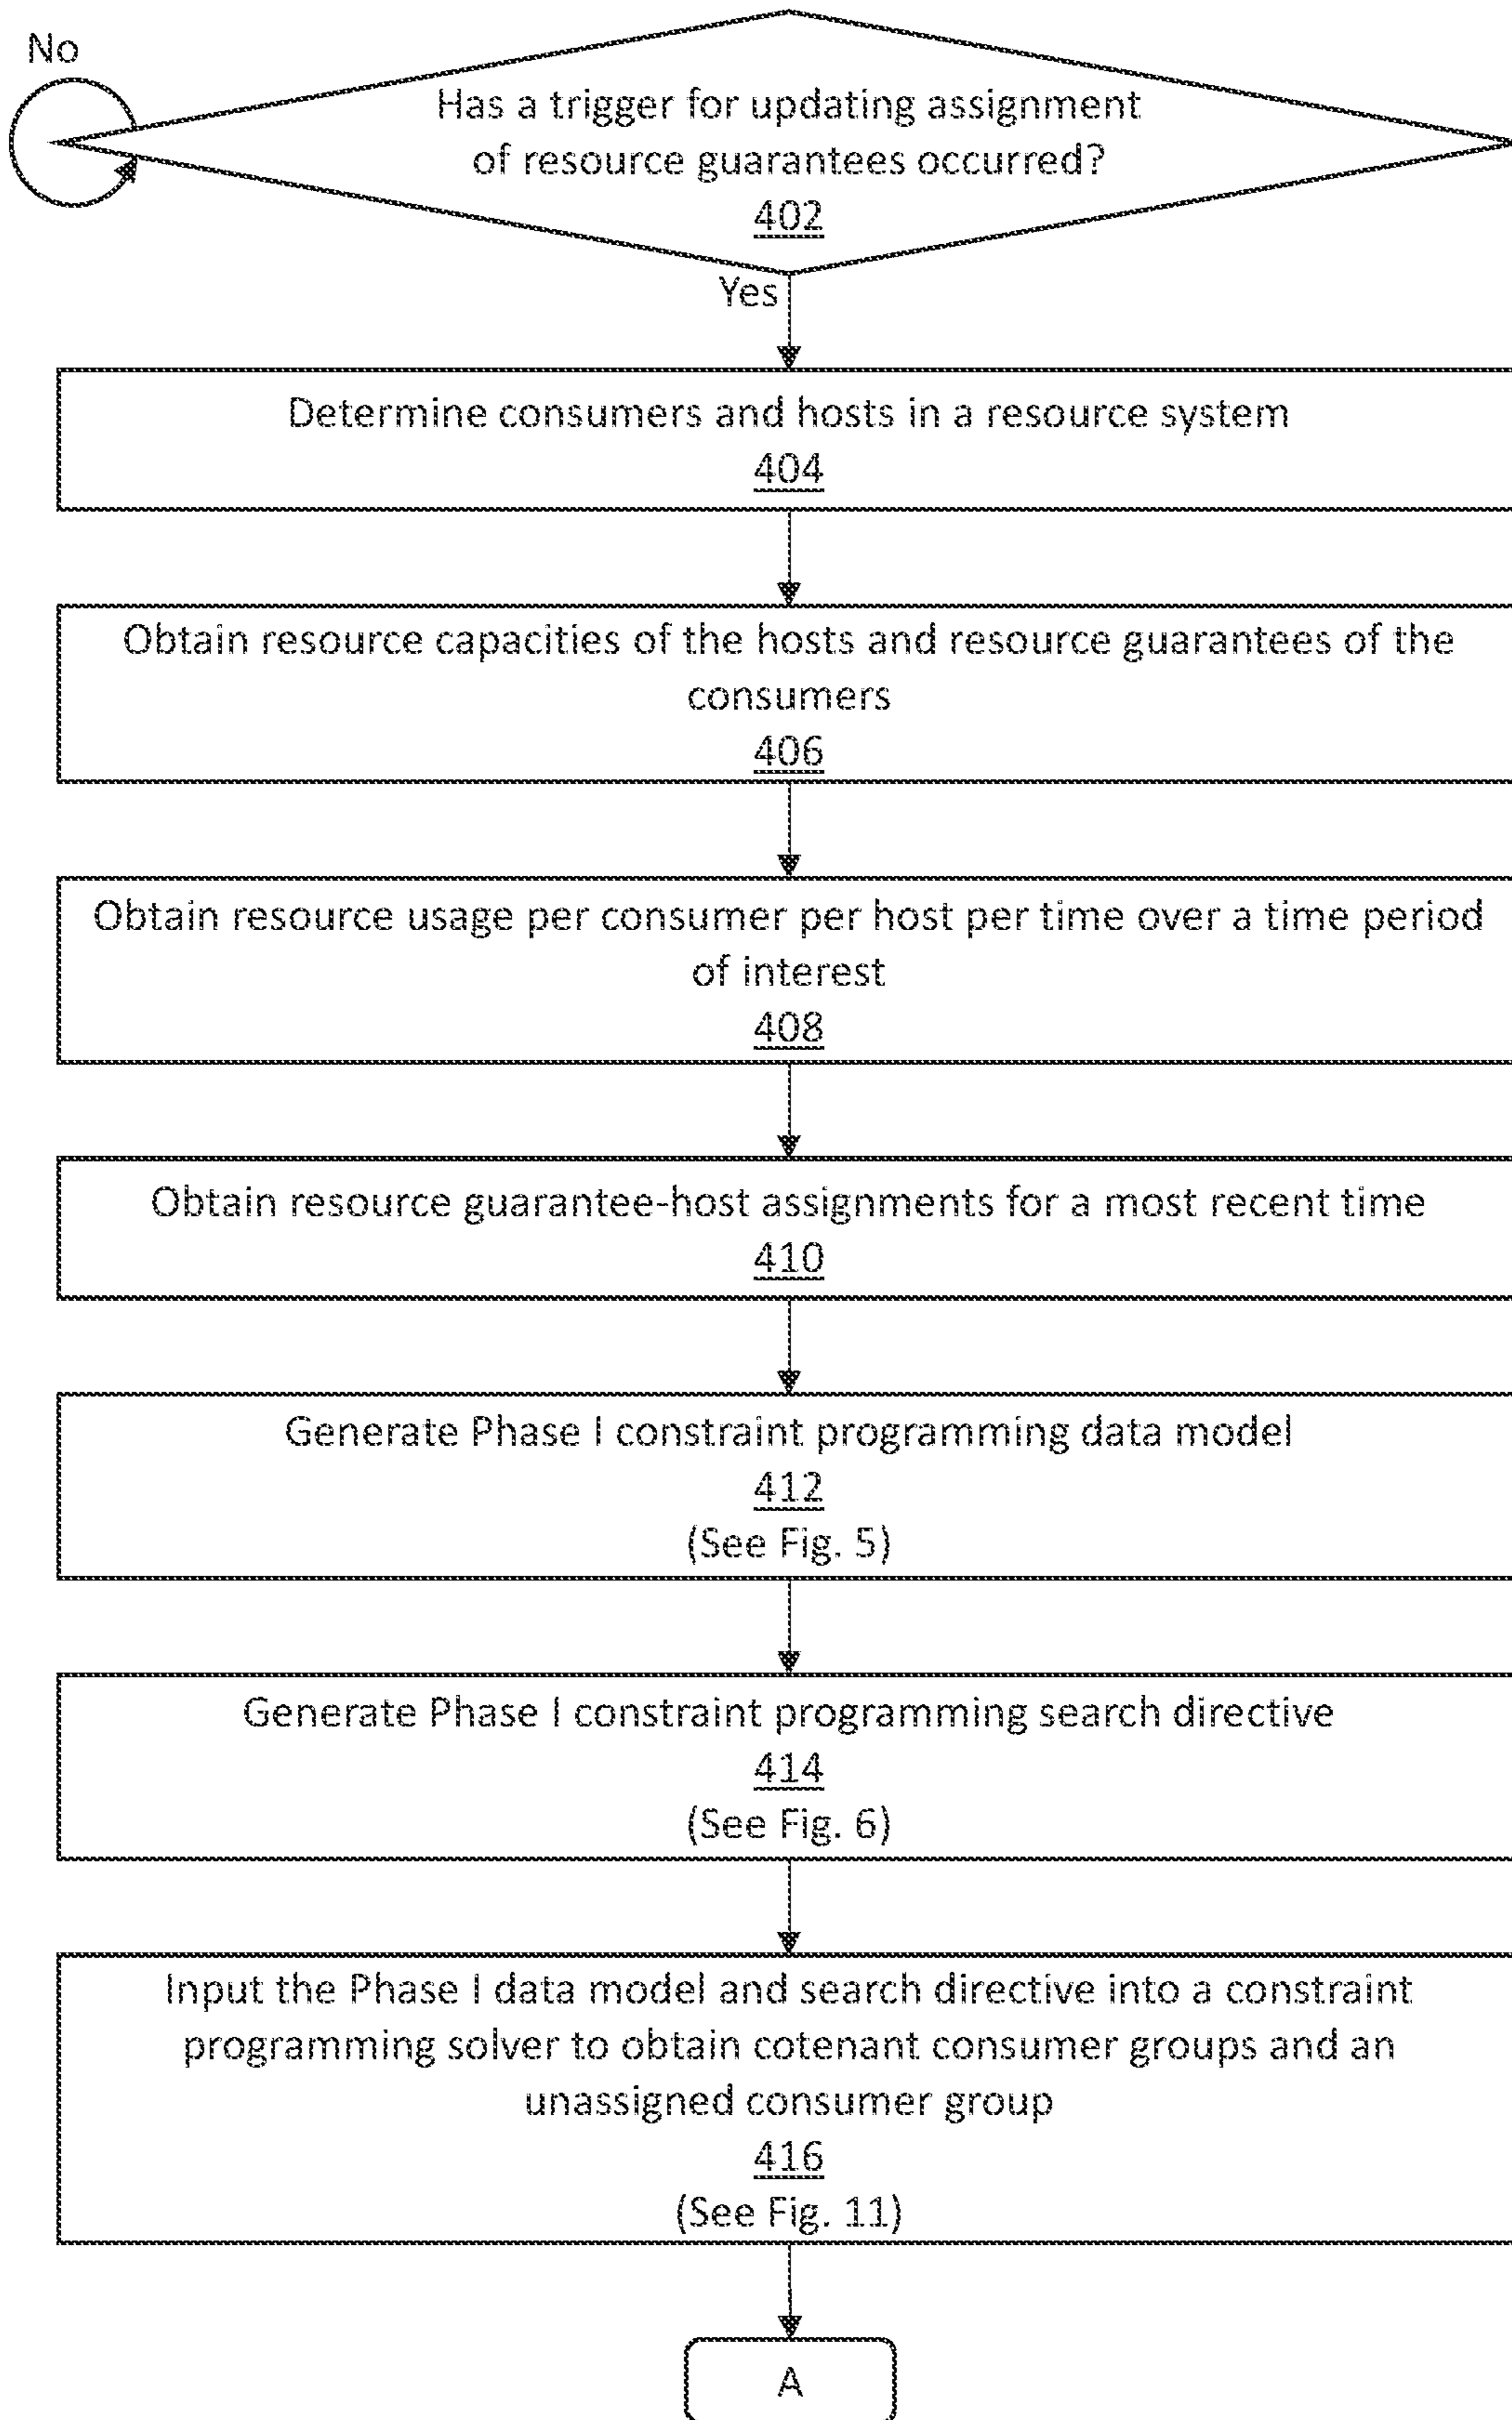 No
Has a trigger for updating assignment
of resource guarantees occurred?
402
Yes
Determine consumers and hosts in a resource system
404
Obtain resource capacities of the hosts and resource guarantees of the
consumers
406
Obtain resource usage per consumer per host per time over a time period
of interest
408
Obtain resource guarantee-host assignments for a most recent time
410
Generate Phase I constraint programming data model
412
(See Fig. 5)
Generate Phase I constraint programming search directive
414
(See Fig. 6)
Input the Phase I data model and search directive into a constraint
programming solver to obtain cotenant consumer groups and an
unassigned consumer group
416
(See Fig. 11)
A